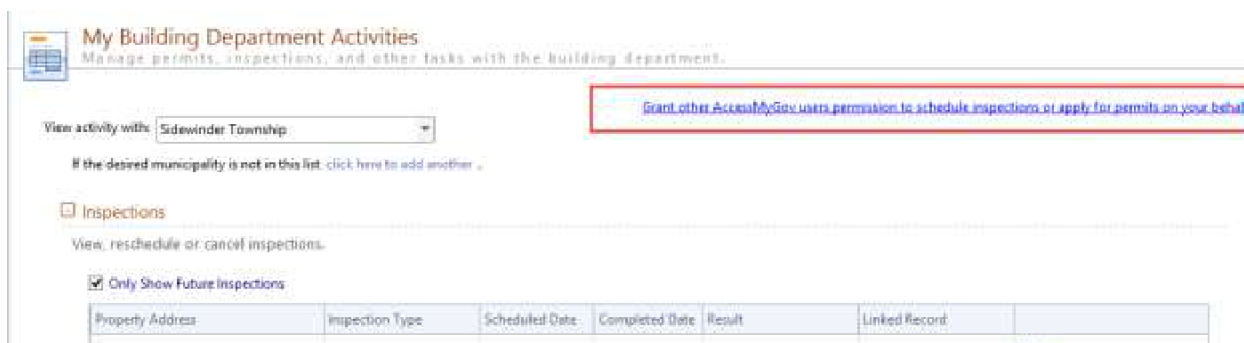 My Building Department Activities
Manage permits, inspections, and other tasks with the building department.
Grant other AccessMyGov users permission to schedule inspections or apply for permits on your behal
View activity with: Sidewinder Township
If the desired municipality is not in this list click here to add another .
Inspections
View, reschedule or cancel inspections.
Only Show Future Inspections
Property Address Inspection Type Scheduled Date Completed Date Result Linked Record